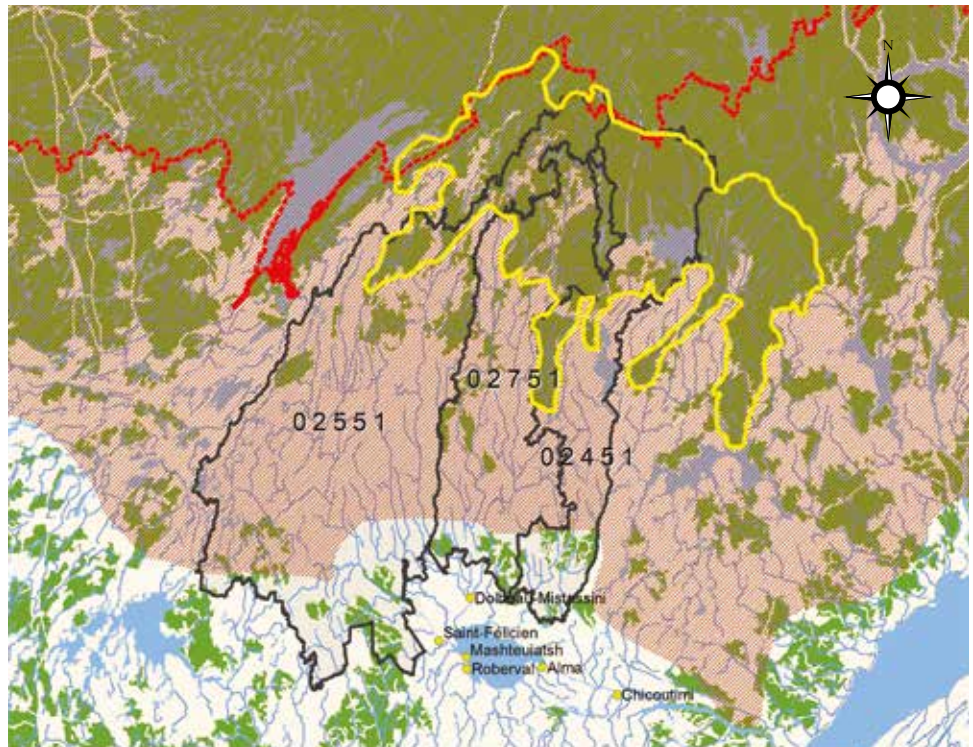 N
02751
02551
02451
Dolbeau-Mistassini
Saint-Félicien
Mashteuiatsh
Roberval
Alma
Chicoutimi